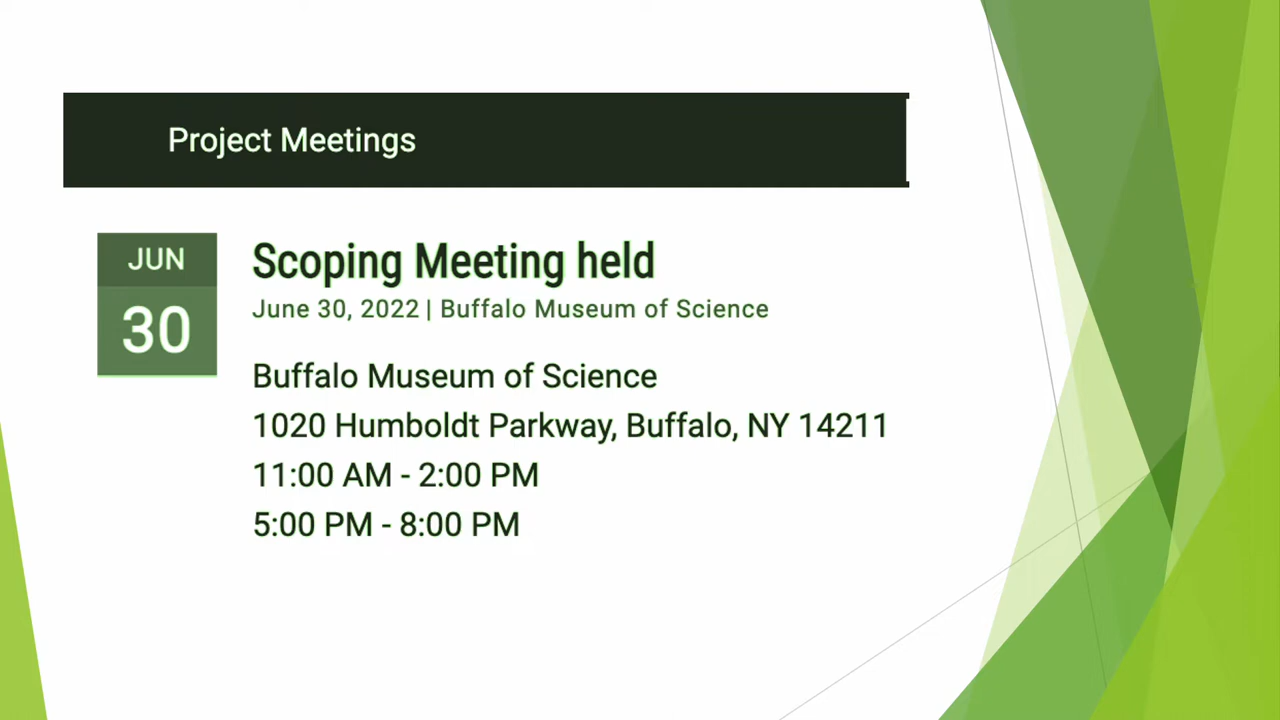 Project Meetings
JUN
30
Scoping Meeting held
June 30, 2022 | Buffalo Museum of Science
Buffalo Museum of Science
1020 Humboldt Parkway, Buffalo, NY 14211
11:00 AM - 2:00 PM
5:00 PM - 8:00 PM